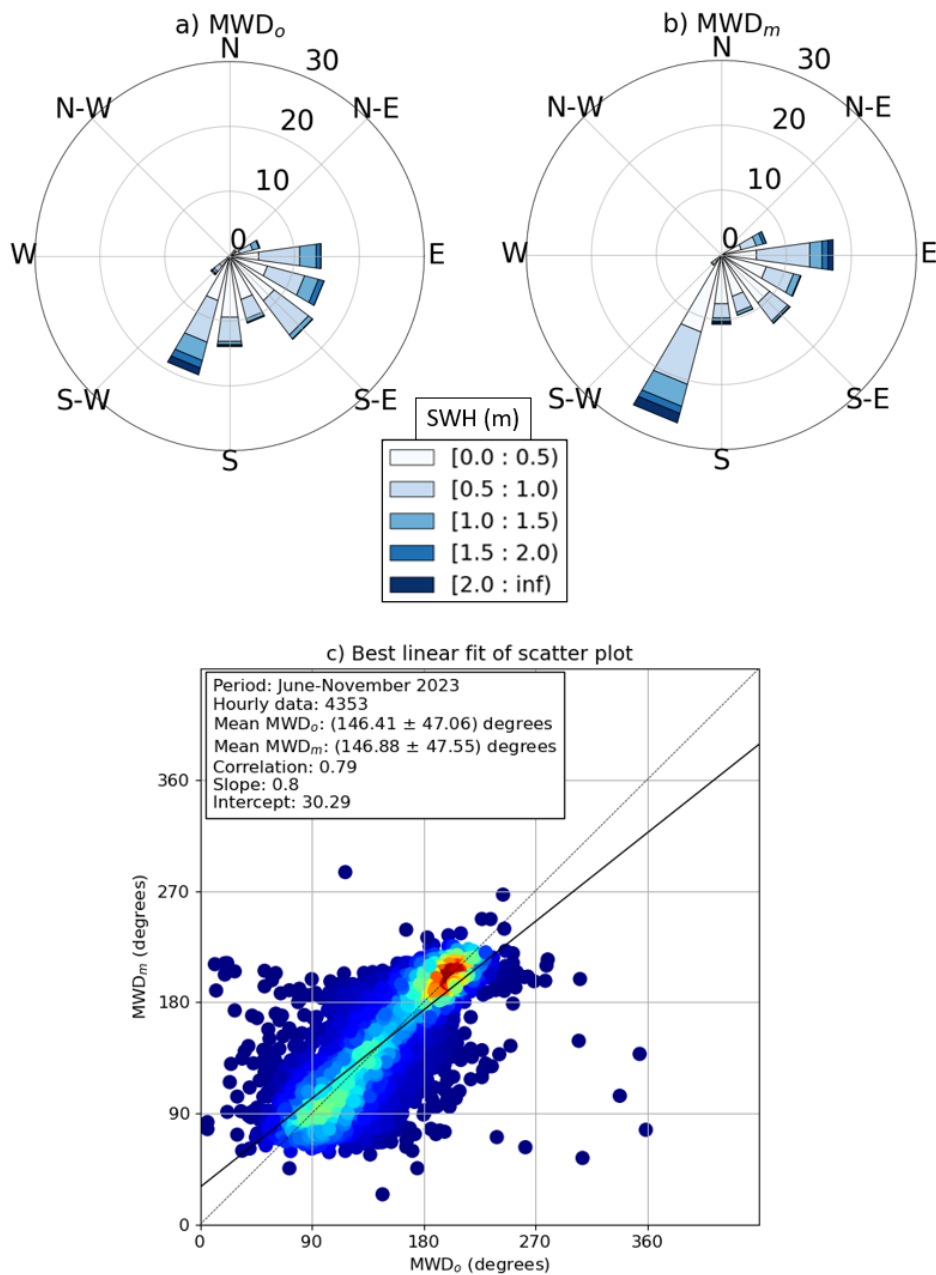 a) MWDₒ
N
30
N-W
N-E
20
10
0
W
E
S-W
S-E
S
b) MWDₘ
N
30
N-W
N-E
20
10
0
W
E
S-W
S-E
S
SWH (m)
[0.0 : 0.5)
[0.5 : 1.0)
[1.0 : 1.5)
[1.5 : 2.0)
[2.0 : inf)
c) Best linear fit of scatter plot
Period: June-November 2023
Hourly data: 4353
Mean MWDₒ: (146.41 ± 47.06) degrees
Mean MWDₘ: (146.88 ± 47.55) degrees
Correlation: 0.79
Slope: 0.8
Intercept: 30.29
360
270
180
90
0
MWDₘ (degrees)
0 90 180 270 360
MWDₒ (degrees)